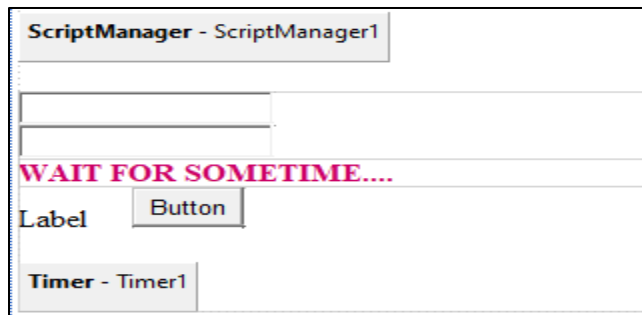 ScriptManager - ScriptManager1
WAIT FOR SOMETIME....
Label Button
Timer - Timer1